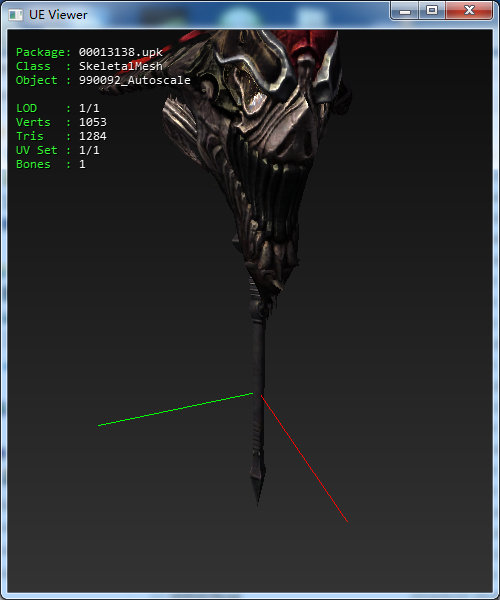 UE Viewer
Package: 00013138.upk
Class : SkeletalMesh
Object : 990092_Autoscale
LOD : 1/1
Verts : 1053
Tris : 1284
UV Set : 1/1
Bones : 1